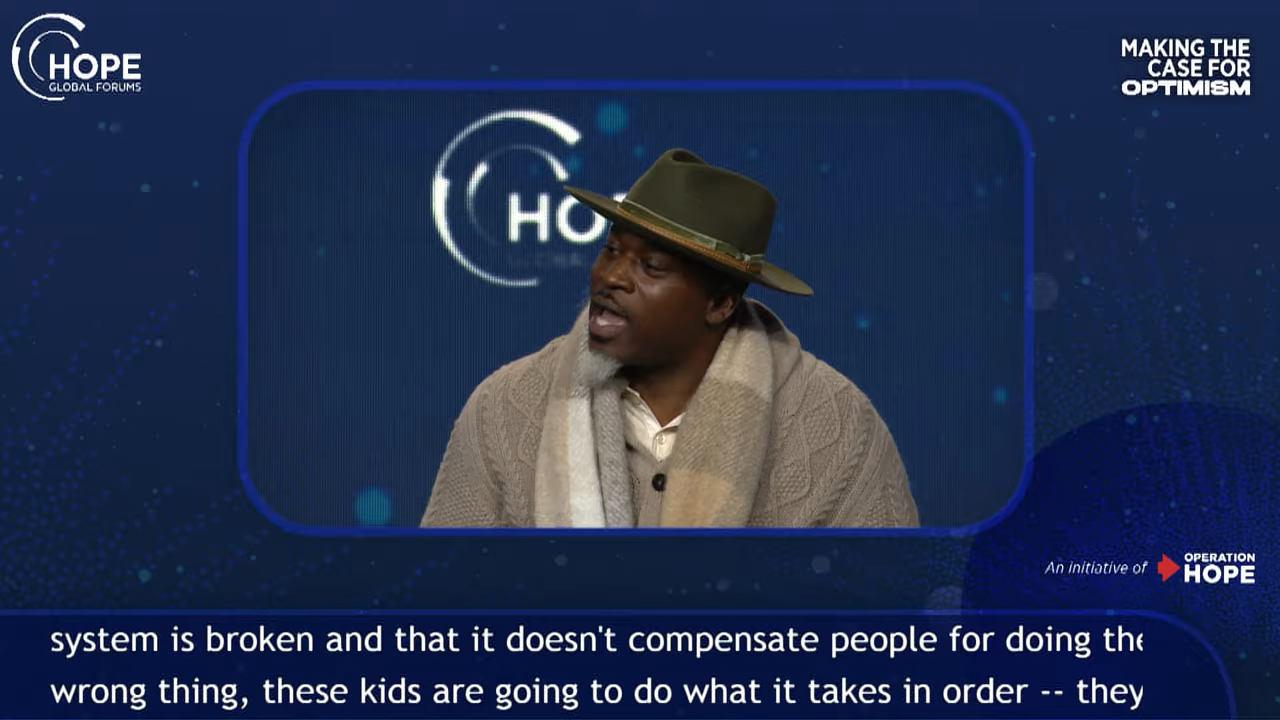 HOPE
GLOBAL FORUMS
MAKING THE
CASE FOR
OPTIMISM
HO
An initiative of
OPERATION
HOPE
system is broken and that it doesn't compensate people for doing the
wrong thing, these kids are going to do what it takes in order -- they